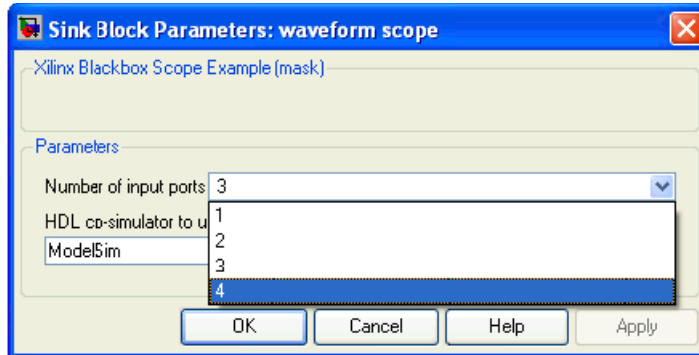 Sink Block Parameters: waveform scope
Xilinx Blackbox Scope Example (mask)
Parameters
Number of input ports 3
1
HDL co-simulator to u
2
ModelSim
3
4
OK Cancel Help Apply